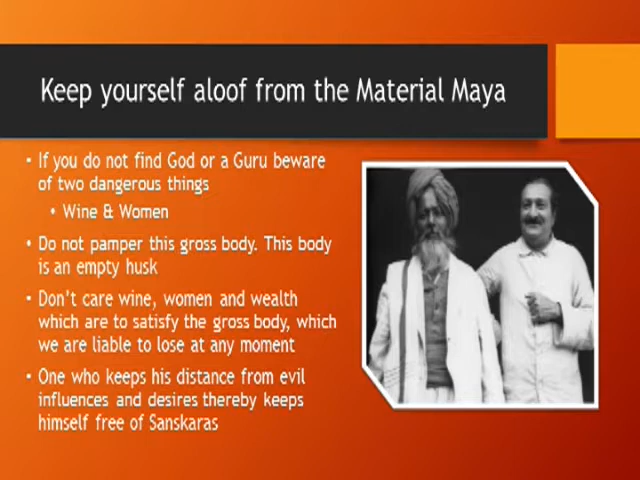 Keep yourself aloof from the Material Maya
• If you do not find God or a Guru beware
of two dangerous things
• Wine & Women
• Do not pamper this gross body. This body
is an empty husk
• Don't care wine, women and wealth
which are to satisfy the gross body, which
we are liable to lose at any moment
• One who keeps his distance from evil
influences and desires thereby keeps
himself free of Sanskaras